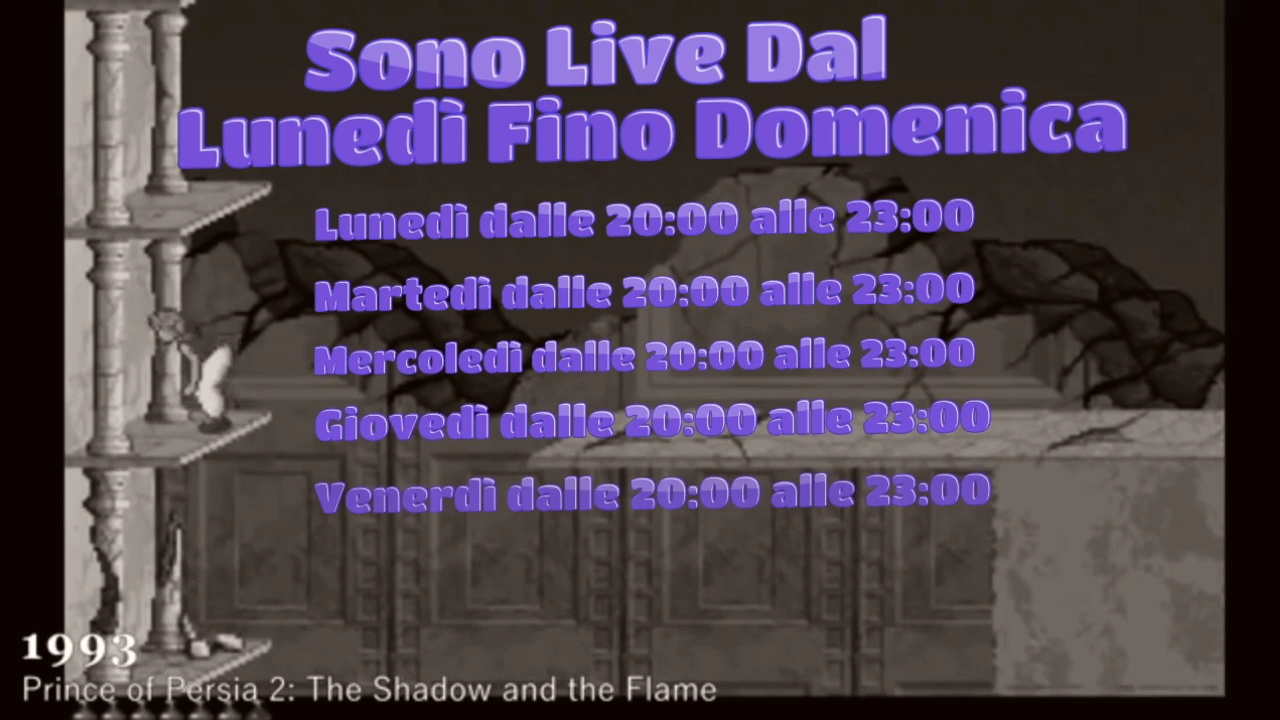 Sono Live Dal
Lunedì Fino Domenica
Lunedì dalle 20:00 alle 23:00
Martedì dalle 20:00 alle 23:00
Mercoledì dalle 20:00 alle 23:00
Giovedì dalle 20:00 alle 23:00
Venerdì dalle 20:00 alle 23:00
1993
Prince of Persia 2: The Shadow and the Flame